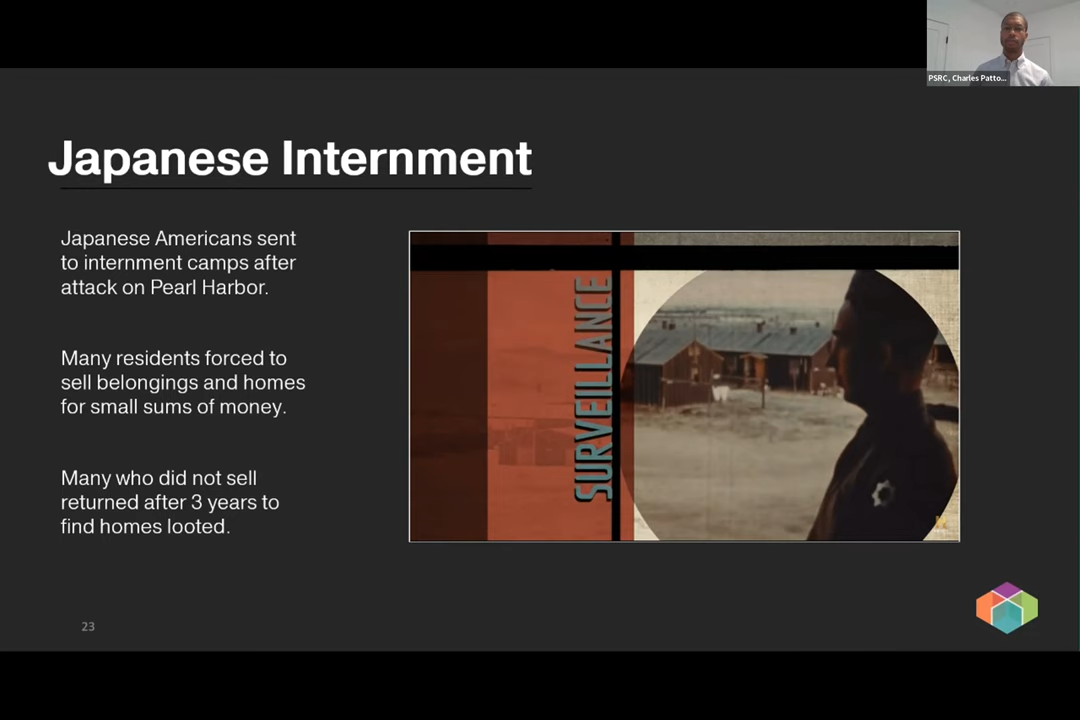 PSRC, Charles Patto...
Japanese Internment
Japanese Americans sent
to internment camps after
attack on Pearl Harbor.
Many residents forced to
sell belongings and homes
for small sums of money.
Many who did not sell
returned after 3 years to
find homes looted.
SURVEILLANCE
23